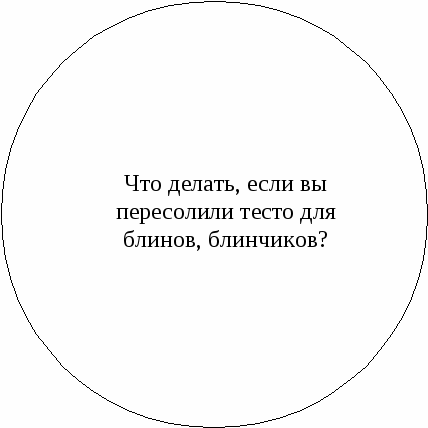 Что делать, если вы
пересолили тесто для
блинов, блинчиков?